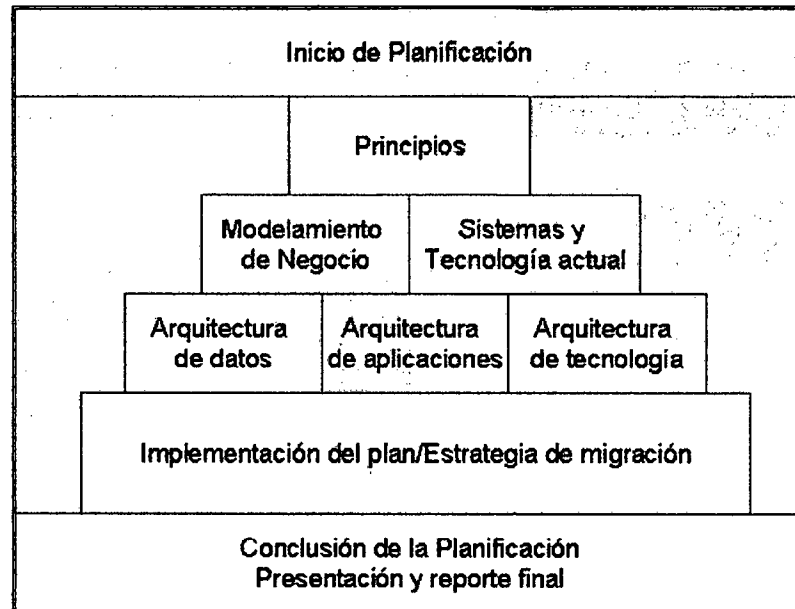 Inicio de Planificación
Principios
Modelamiento
de Negocio
Sistemas y
Tecnología actual
Arquitectura
de datos
Arquitectura
de aplicaciones
Arquitectura
de tecnología
Implementación del plan/Estrategia de migración
Conclusión de la Planificación
Presentación y reporte final